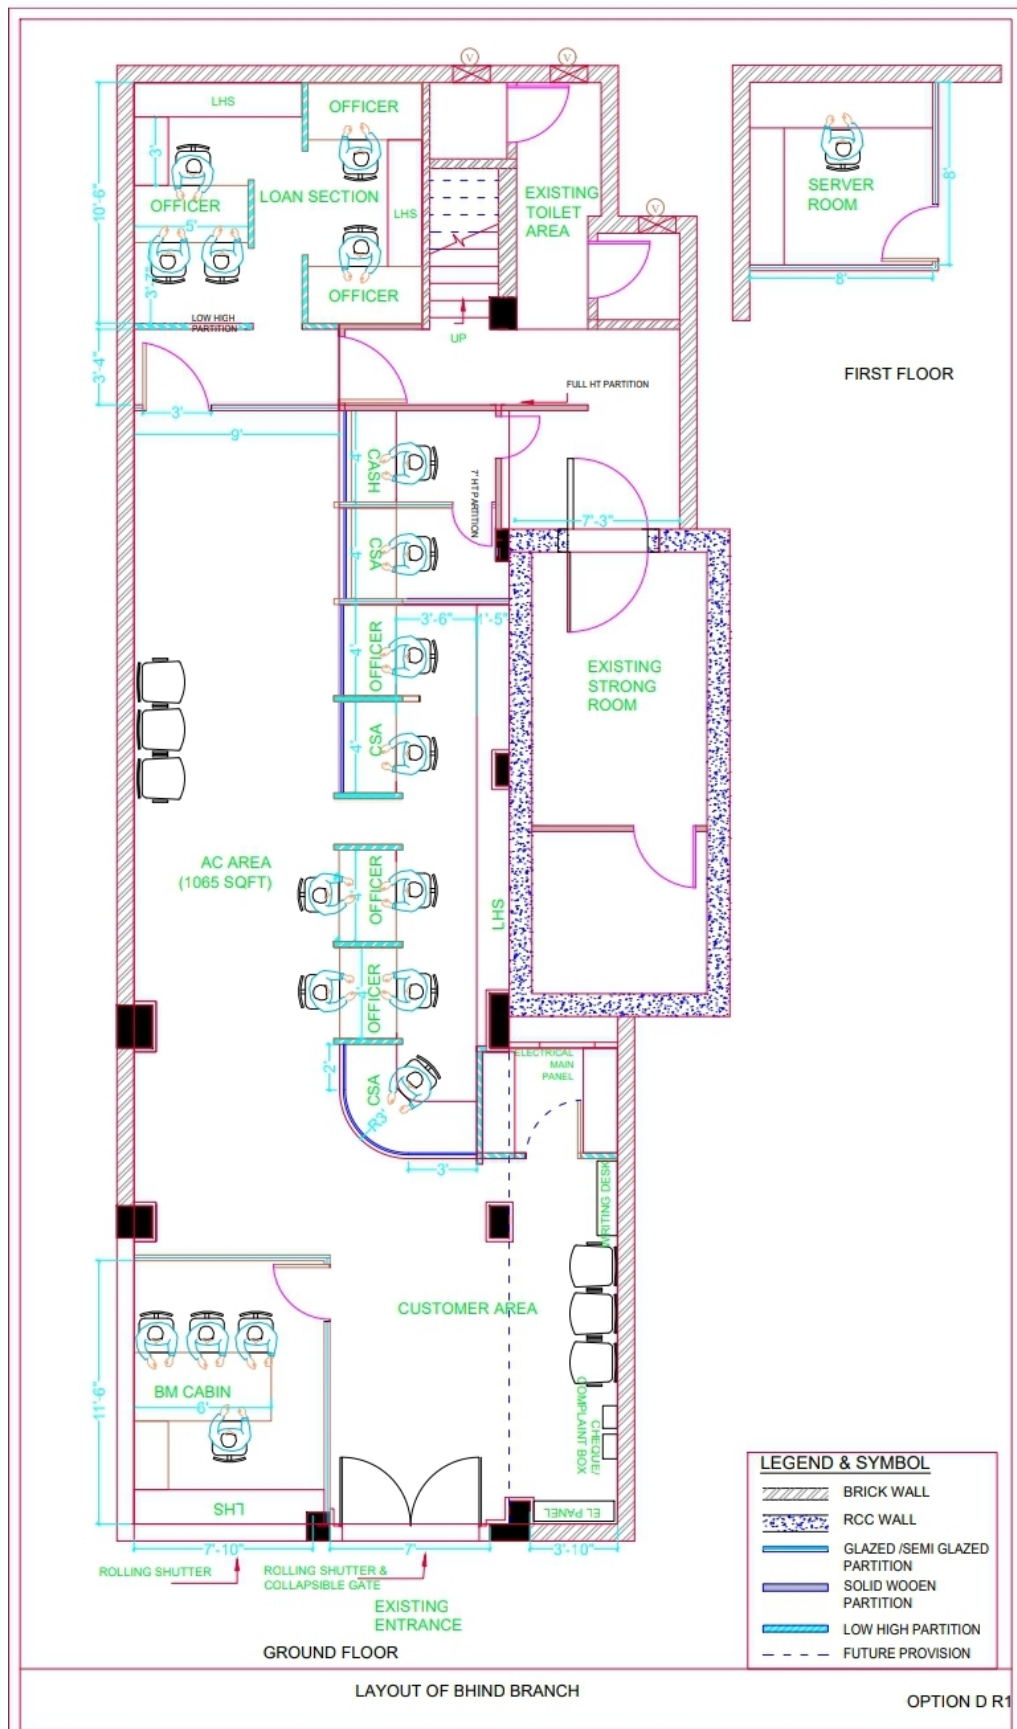 V
V
LHS
OFFICER
3'
10'-6"
OFFICER
5'
LOAN SECTION
LHS
EXISTING
TOILET
AREA
V
3'-7"
OFFICER
LOW HIGH
PARTITION
UP
SERVER
ROOM
8'
8'
FIRST FLOOR
3'-4"
3'
FULL HT PARTITION
9'
4'
CASH
7' HT PARTITION
4'
CSA
7'-3"
3'-6"
1'-5"
4'
OFFICER
EXISTING
STRONG
ROOM
4'
CSA
AC AREA
(1065 SQFT)
4'
OFFICER
LHS
4'
OFFICER
2'
CSA
R3'
3'
ELECTRICAL
MAIN
PANEL
WRITING DESK
CUSTOMER AREA
11'-6"
BM CABIN
6'
CHEQUE/
COMPLAINT BOX
LHS
EL PANEL
7'-10"
7'
3'-10"
ROLLING SHUTTER
ROLLING SHUTTER &
COLLAPSIBLE GATE
EXISTING
ENTRANCE
GROUND FLOOR
LEGEND & SYMBOL
BRICK WALL
RCC WALL
GLAZED /SEMI GLAZED
PARTITION
SOLID WOOEN
PARTITION
LOW HIGH PARTITION
FUTURE PROVISION
LAYOUT OF BHIND BRANCH
OPTION D R1